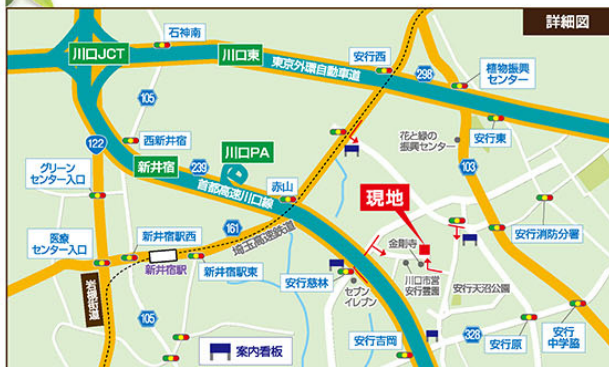 詳細図
石神南
川口JCT
川口東
安行西
東京外環自動車道
298
植物振興
センター
105
122
西新井宿
川口PA
花と緑の
振興センター
安行東
グリーン
センター入口
新井宿
239
103
首都高速川口線
赤山
現地
161
埼玉高速鉄道
医療
センター入口
新井宿駅西
新井宿駅
新井宿駅東
金剛寺
川口市営
安行霊園
安行消防分署
安行慈林
セブン
イレブン
安行天沼公園
岩槻街道
105
案内看板
安行吉岡
328
安行原
安行
中学脇